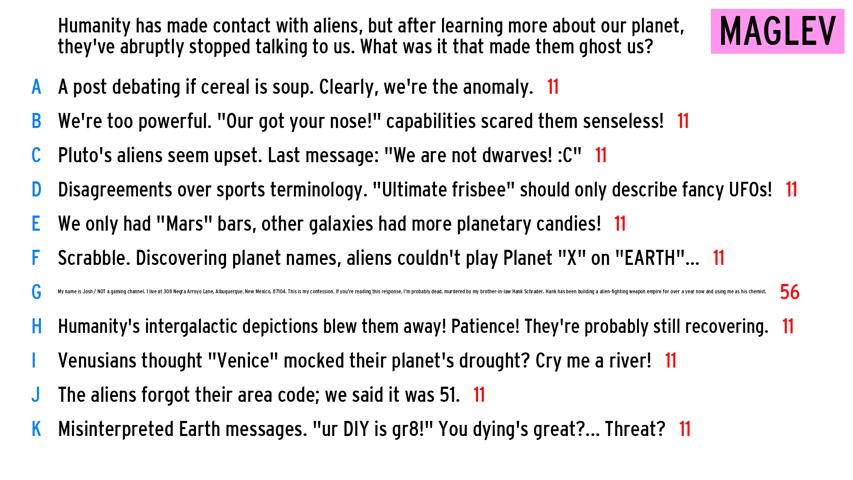 Humanity has made contact with aliens, but after learning more about our planet,
they've abruptly stopped talking to us. What was it that made them ghost us?
MAGLEV
A A post debating if cereal is soup. Clearly, we're the anomaly. 11
B We're too powerful. "Our got your nose!" capabilities scared them senseless! 11
C Pluto's aliens seem upset. Last message: "We are not dwarves! :C" 11
D Disagreements over sports terminology. "Ultimate frisbee" should only describe fancy UFOs! 11
E We only had "Mars" bars, other galaxies had more planetary candies! 11
F Scrabble. Discovering planet names, aliens couldn't play Planet "X" on "EARTH"... 11
G My name is Josh / NOT a gaming channel. I live at 308 Negra Arroyo Lane, Albuquerque, New Mexico, 87104. This is my confession. If you're reading this response, I'm probably dead, murdered by my brother-in-law Hank Schrader. Hank has been building a alien-fighting weapon empire for over a year now and using me as his chemist. 56
H Humanity's intergalactic depictions blew them away! Patience! They're probably still recovering. 11
I Venusians thought "Venice" mocked their planet's drought? Cry me a river! 11
J The aliens forgot their area code; we said it was 51. 11
K Misinterpreted Earth messages. "ur DIY is gr8!" You dying's great?... Threat? 11